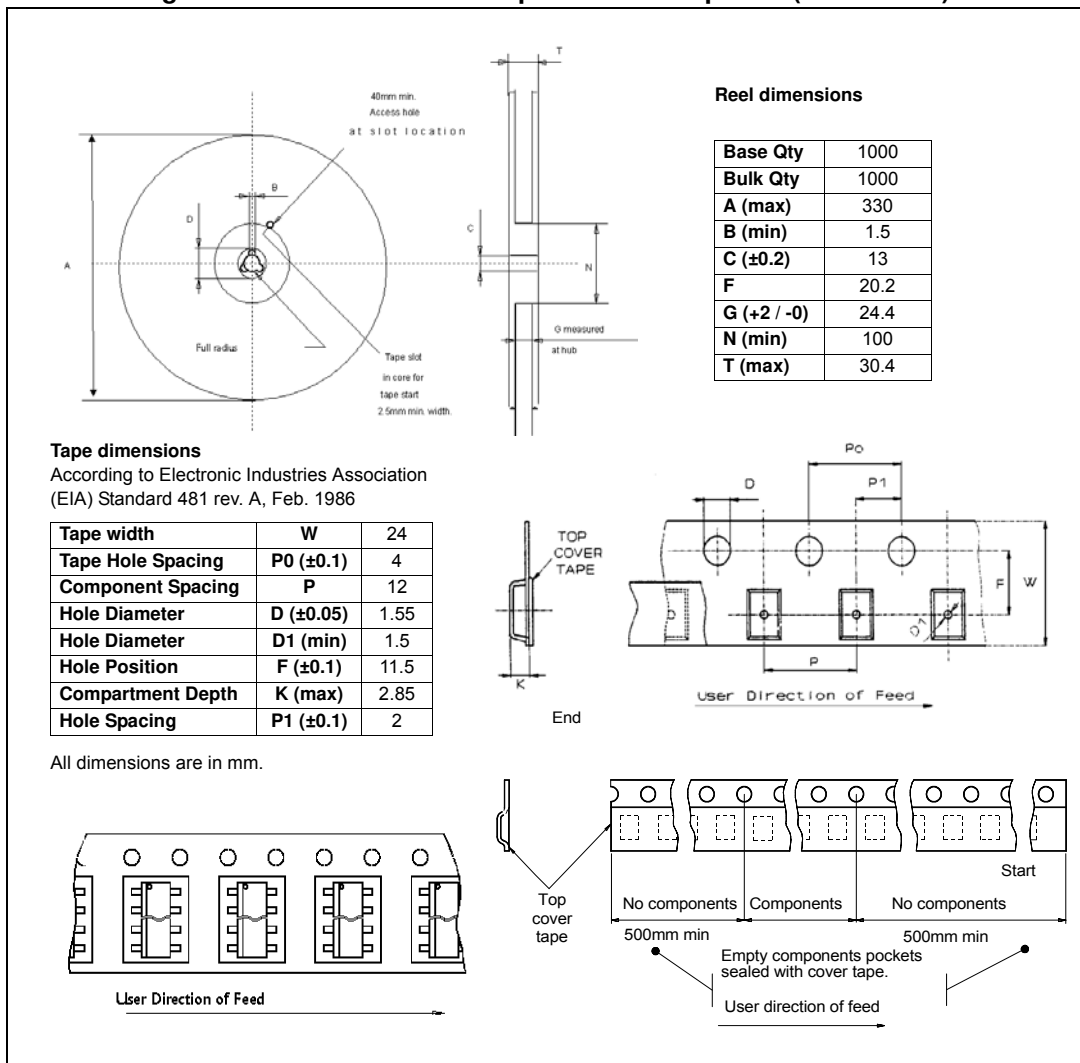 40mm min.
Access hole
at slot location
T
B
D
A
C
N
Full radius
Tape slot
in core for
tape start
2.5mm min. width.
G measured
at hub
Reel dimensions
Base Qty 1000
Bulk Qty 1000
A (max) 330
B (min) 1.5
C (±0.2) 13
F 20.2
G (+2 / -0) 24.4
N (min) 100
T (max) 30.4
Tape dimensions
According to Electronic Industries Association
(EIA) Standard 481 rev. A, Feb. 1986
Tape width W 24
Tape Hole Spacing P0 (±0.1) 4
Component Spacing P 12
Hole Diameter D (±0.05) 1.55
Hole Diameter D1 (min) 1.5
Hole Position F (±0.1) 11.5
Compartment Depth K (max) 2.85
Hole Spacing P1 (±0.1) 2
All dimensions are in mm.
Po
D
P1
TOP
COVER
TAPE
F
W
D1
P
K
User Direction of Feed
End
Start
Top
cover
tape
No components
Components
No components
500mm min
500mm min
Empty components pockets
sealed with cover tape.
User direction of feed
User Direction of Feed